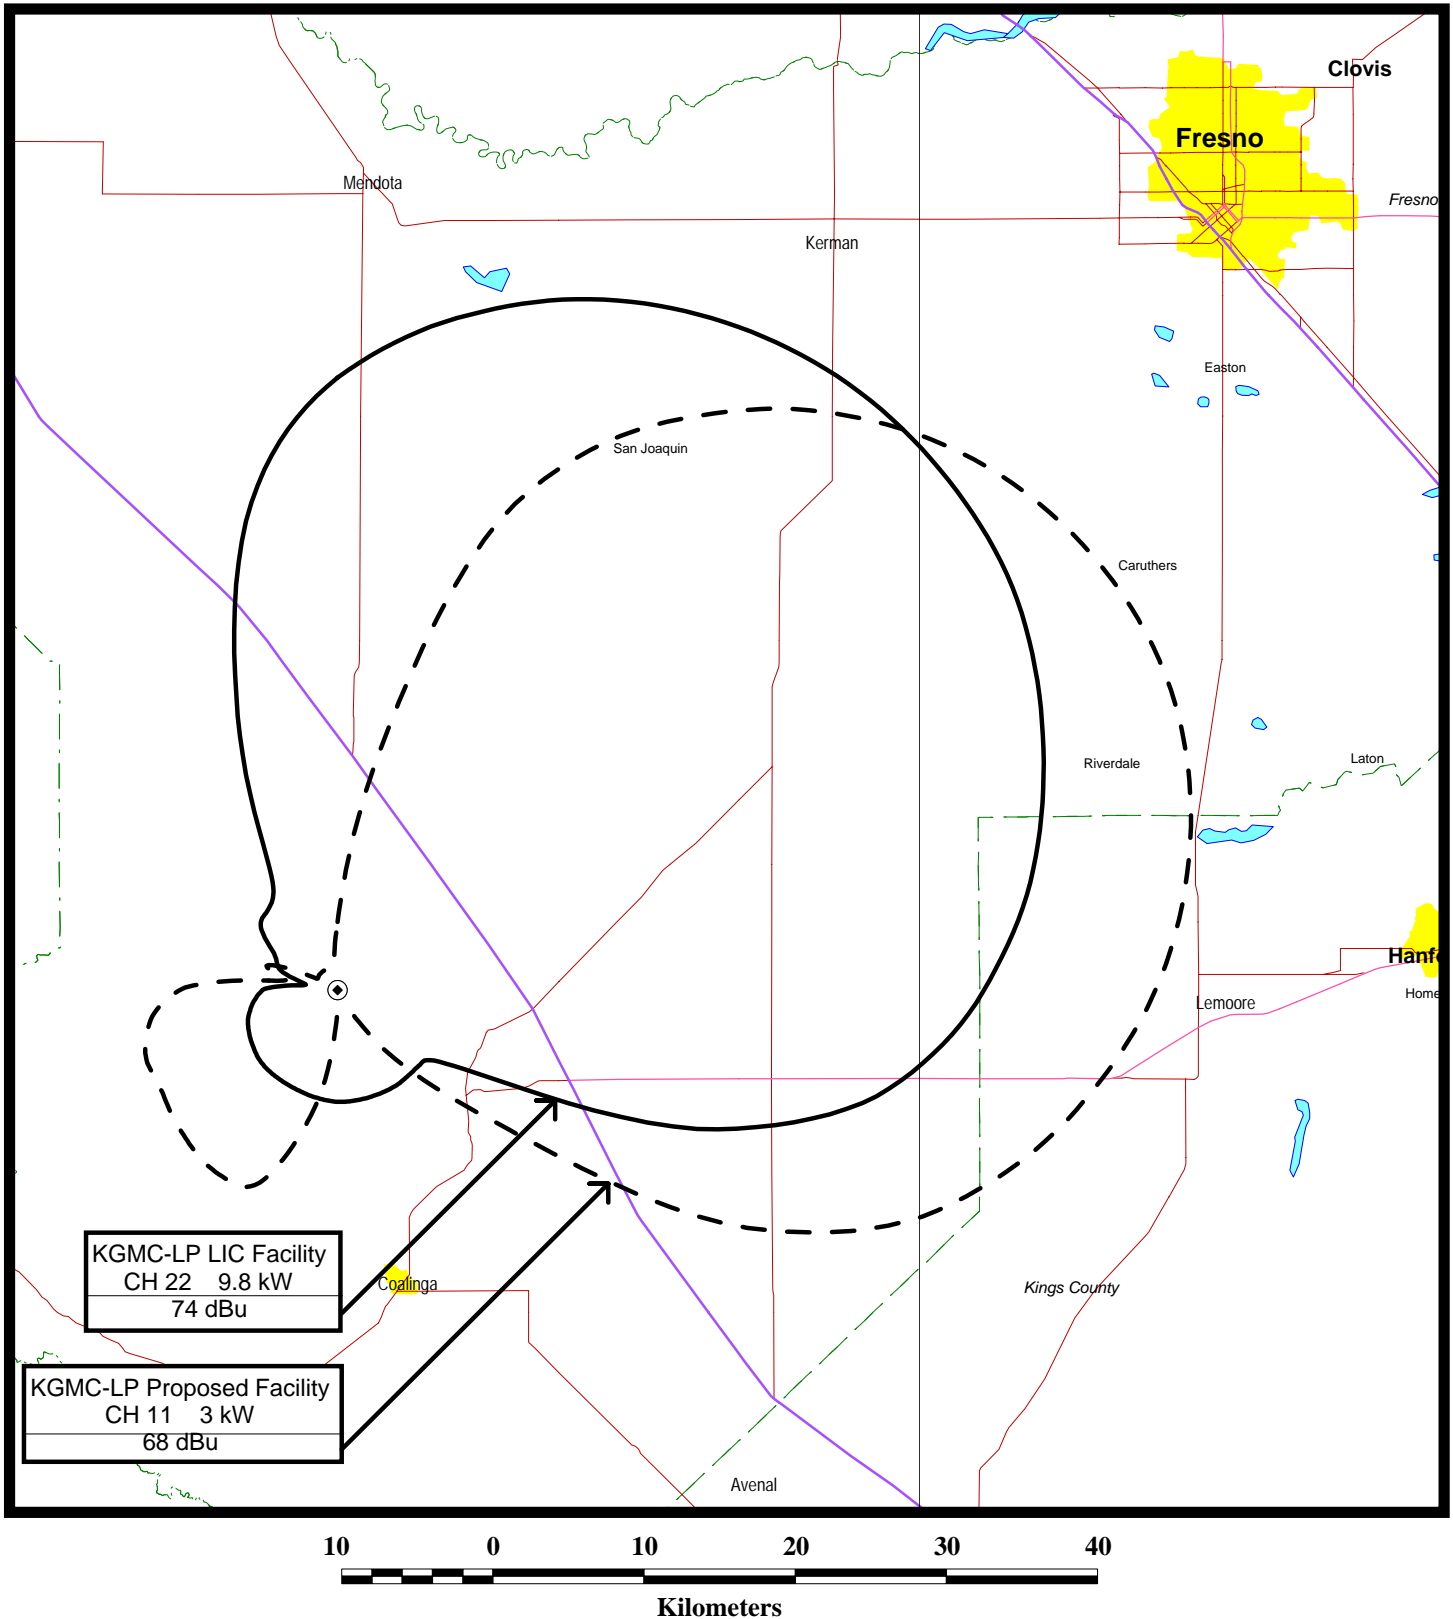 Clovis
Fresno
Mendota
Fresno
Kerman
Easton
San Joaquin
Caruthers
Riverdale
Laton
Hanf
Home
Lemoore
KGMC-LP LIC Facility
CH 22 9.8 kW
74 dBu
Coalinga
Kings County
KGMC-LP Proposed Facility
CH 11 3 kW
68 dBu
Avenal
10 0 10 20 30 40
Kilometers